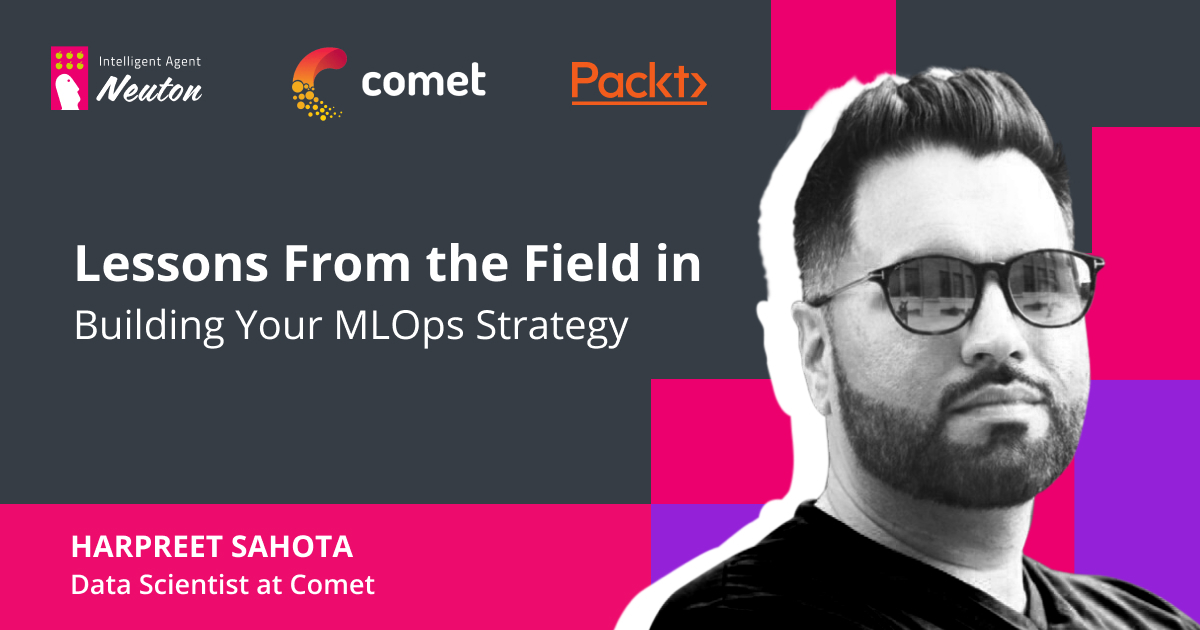 Intelligent Agent
Neuton
comet
Packt>
Lessons From the Field in
Building Your MLOps Strategy
HARPREET SAHOTA
Data Scientist at Comet